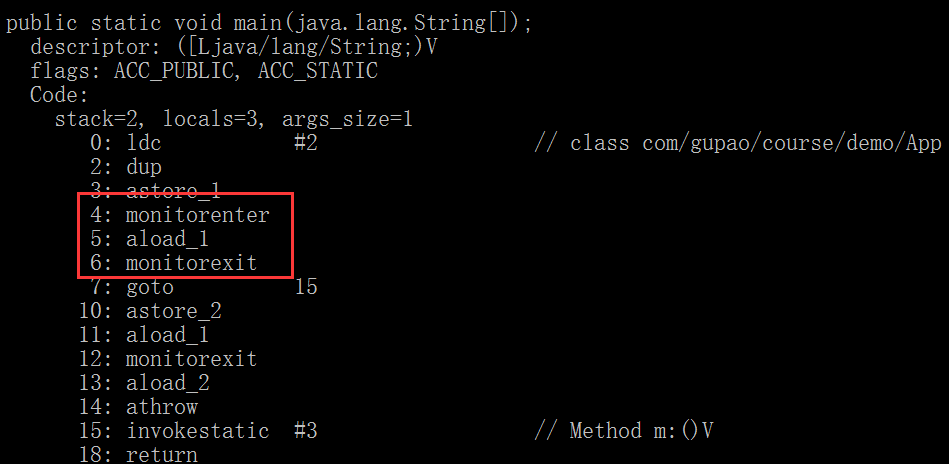 public static void main(java.lang.String[]);
descriptor: ([Ljava/lang/String;)V
flags: ACC_PUBLIC, ACC_STATIC
Code:
stack=2, locals=3, args_size=1
0: ldc #2 // class com/gupao/course/demo/App
2: dup
3: astore_1
4: monitorenter
5: aload_1
6: monitorexit
7: goto 15
10: astore_2
11: aload_1
12: monitorexit
13: aload_2
14: athrow
15: invokestatic #3 // Method m:()V
18: return